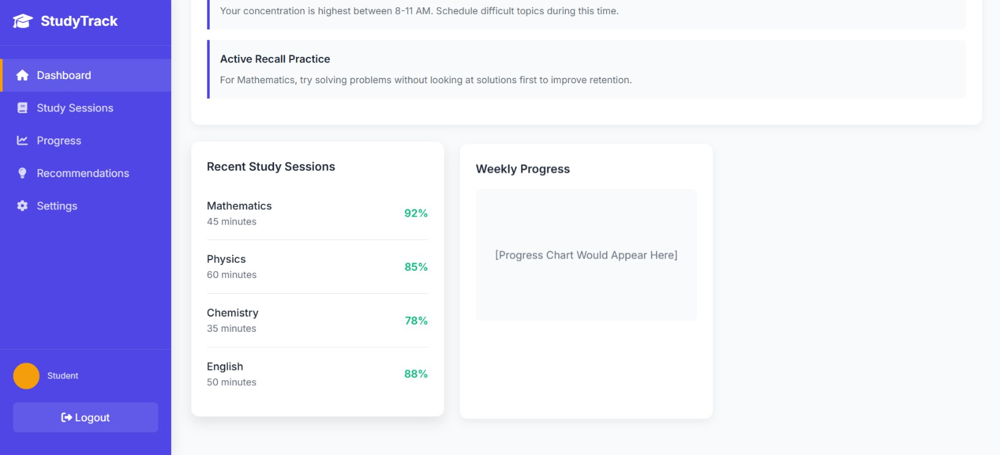 StudyTrack
Dashboard
Study Sessions
Progress
Recommendations
Settings
Student
Logout
Your concentration is highest between 8-11 AM. Schedule difficult topics during this time.
Active Recall Practice
For Mathematics, try solving problems without looking at solutions first to improve retention.
Recent Study Sessions
Mathematics
45 minutes
92%
Physics
60 minutes
85%
Chemistry
35 minutes
78%
English
50 minutes
88%
Weekly Progress
[Progress Chart Would Appear Here]